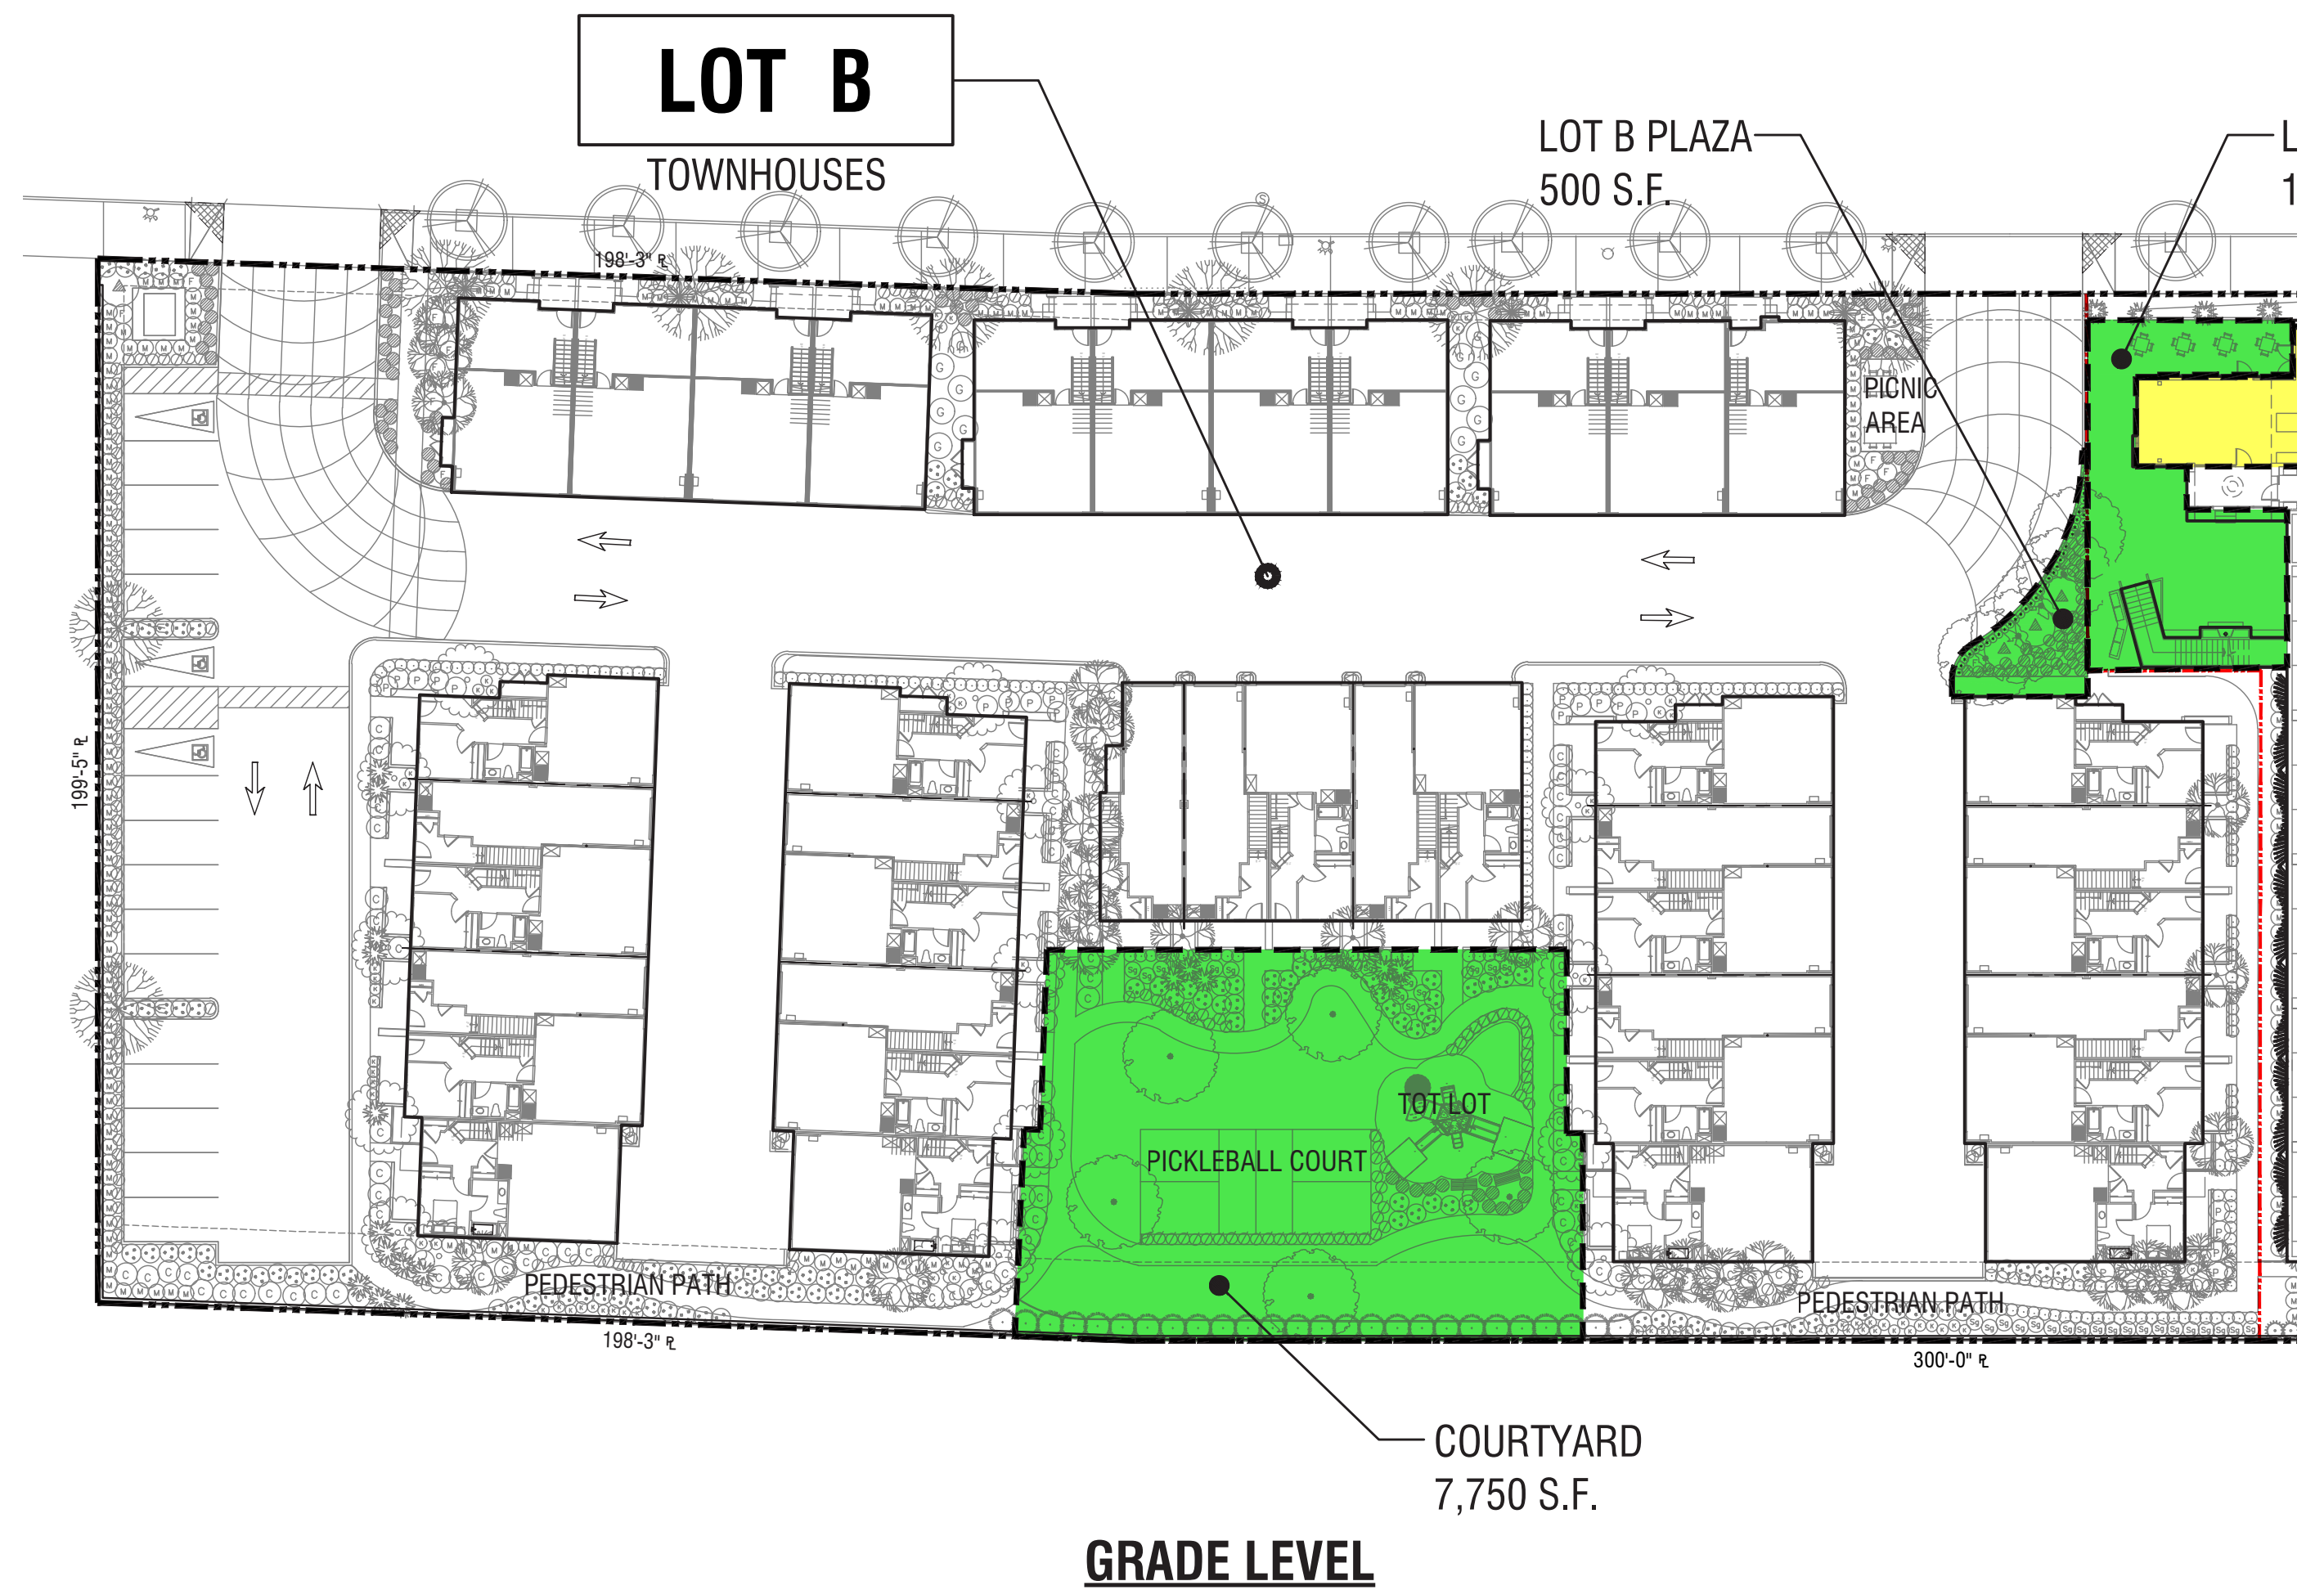 LOT B
TOWNHOUSES
LOT B PLAZA
500 S.F.
L
1
198'-3" ℄
PICNIC
AREA
199'-5" ℄
TOT LOT
PICKLEBALL COURT
PEDESTRIAN PATH
PEDESTRIAN PATH
198'-3" ℄
300'-0" ℄
COURTYARD
7,750 S.F.
GRADE LEVEL